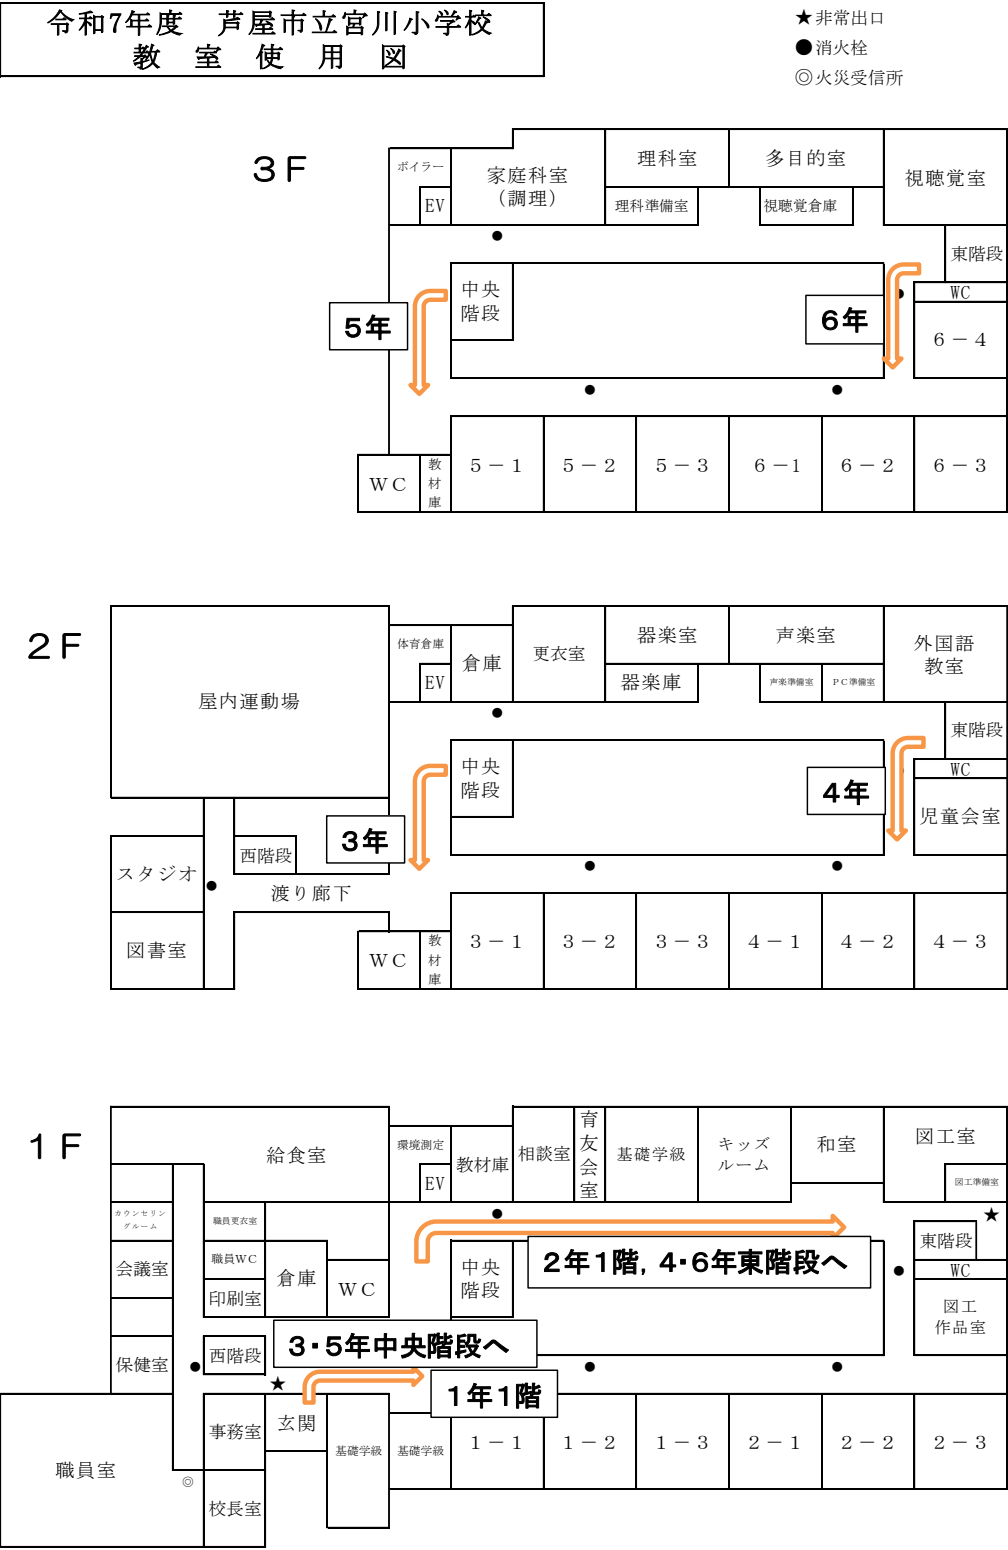 令和7年度　芦屋市立宮川小学校
教　室　使　用　図
★非常出口
●消火栓
◎火災受信所
３Ｆ
ボイラー
EV
家庭科室
（調理）
理科室
理科準備室
多目的室
視聴覚倉庫
視聴覚室
東階段
WC
６－４
中央
階段
５年
６年
ＷＣ
教
材
庫
５－１
５－２
５－３
６－1
６－２
６－３
２Ｆ
屋内運動場
体育倉庫
EV
倉庫
更衣室
器楽室
器楽庫
声楽室
声楽準備室
ＰＣ準備室
外国語
教室
東階段
WC
児童会室
中央
階段
３年
４年
スタジオ
西階段
渡り廊下
図書室
ＷＣ
教
材
庫
３－１
３－２
３－３
４－１
４－２
４－３
１Ｆ
給食室
環境測定
EV
教材庫
相談室
育
友
会
室
基礎学級
キッズ
ルーム
和室
図工室
図工準備室
★
カウンセリン
グルーム
職員更衣室
会議室
職員ＷＣ
印刷室
倉庫
ＷＣ
中央
階段
２年１階，４・６年東階段へ
東階段
WC
図工
作品室
保健室
西階段
３・５年中央階段へ
★
１年１階
職員室
◎
事務室
校長室
玄関
基礎学級
基礎学級
１－１
１－２
１－３
２－１
２－２
２－３